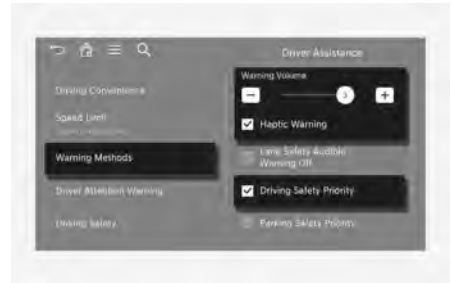 Driver Assistance
Driving Convenience
Speed Limit
Warning Methods
Driver Attention Warning
Driving Safety
Warning Volume
3
Haptic Warning
Lane Safety Audible
Warning Off
Driving Safety Priority
Parking Safety Priority